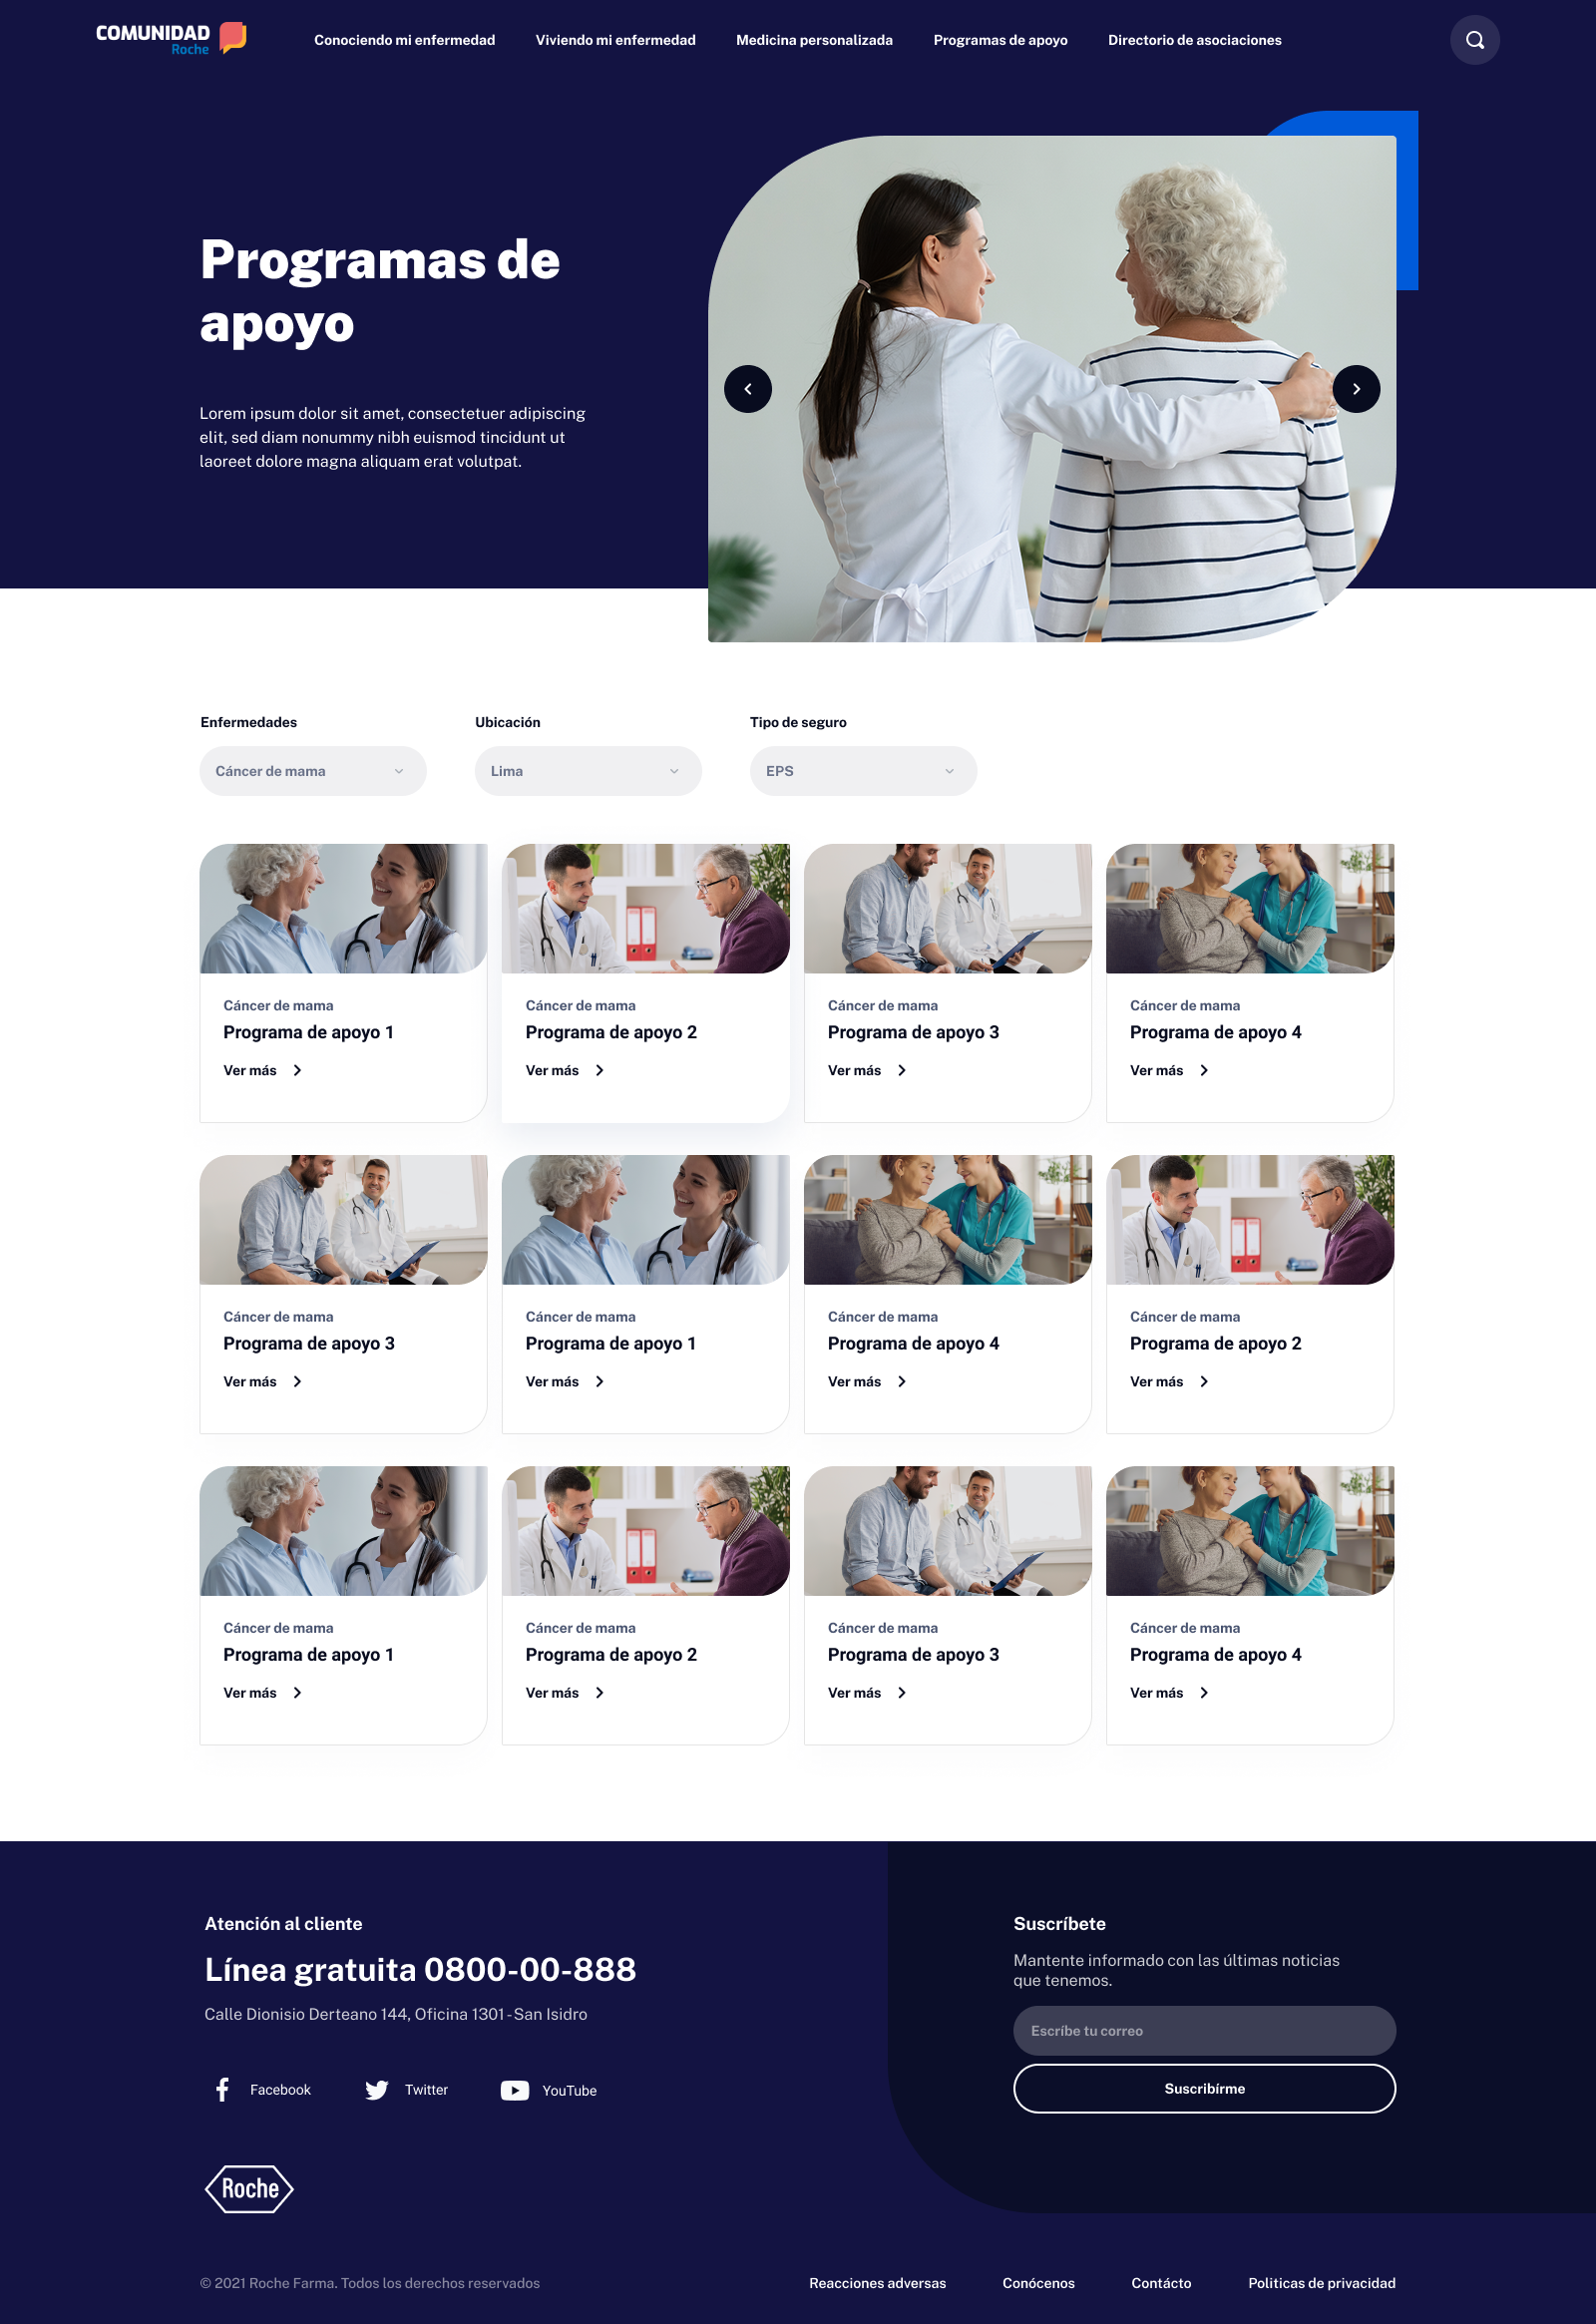 COMUNIDAD
Roche
Conociendo mi enfermedad
Viviendo mi enfermedad
Medicina personalizada
Programas de apoyo
Directorio de asociaciones
Programas de
apoyo
Lorem ipsum dolor sit amet, consectetuer adipiscing
elit, sed diam nonummy nibh euismod tincidunt ut
laoreet dolore magna aliquam erat volutpat.
Enfermedades
Cáncer de mama
Ubicación
Lima
Tipo de seguro
EPS
Cáncer de mama
Programa de apoyo 1
Ver más
Cáncer de mama
Programa de apoyo 2
Ver más
Cáncer de mama
Programa de apoyo 3
Ver más
Cáncer de mama
Programa de apoyo 4
Ver más
Cáncer de mama
Programa de apoyo 3
Ver más
Cáncer de mama
Programa de apoyo 1
Ver más
Cáncer de mama
Programa de apoyo 4
Ver más
Cáncer de mama
Programa de apoyo 2
Ver más
Cáncer de mama
Programa de apoyo 1
Ver más
Cáncer de mama
Programa de apoyo 2
Ver más
Cáncer de mama
Programa de apoyo 3
Ver más
Cáncer de mama
Programa de apoyo 4
Ver más
Atención al cliente
Línea gratuita 0800-00-888
Calle Dionisio Derteano 144, Oficina 1301 - San Isidro
Facebook
Twitter
YouTube
Roche
Suscríbete
Mantente informado con las últimas noticias
que tenemos.
Escríbe tu correo
Suscribírme
© 2021 Roche Farma. Todos los derechos reservados
Reacciones adversas
Conócenos
Contácto
Politicas de privacidad